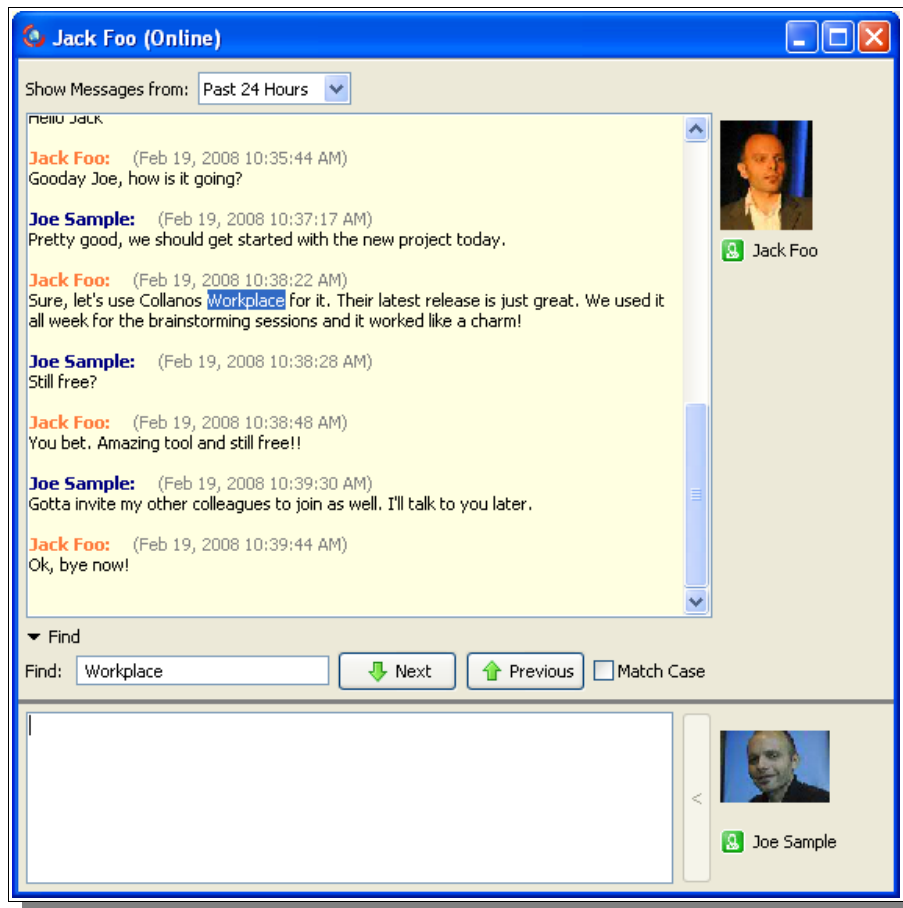 Jack Foo (Online)
Show Messages from: Past 24 Hours
Hello Jack
Jack Foo: (Feb 19, 2008 10:35:44 AM)
Gooday Joe, how is it going?
Joe Sample: (Feb 19, 2008 10:37:17 AM)
Pretty good, we should get started with the new project today.
Jack Foo: (Feb 19, 2008 10:38:22 AM)
Sure, let's use Collanos Workplace for it. Their latest release is just great. We used it
all week for the brainstorming sessions and it worked like a charm!
Joe Sample: (Feb 19, 2008 10:38:28 AM)
Still free?
Jack Foo: (Feb 19, 2008 10:38:48 AM)
You bet. Amazing tool and still free!!
Joe Sample: (Feb 19, 2008 10:39:30 AM)
Gotta invite my other colleagues to join as well. I'll talk to you later.
Jack Foo: (Feb 19, 2008 10:39:44 AM)
Ok, bye now!
Jack Foo
Find
Find: Workplace Next Previous Match Case
<
Joe Sample